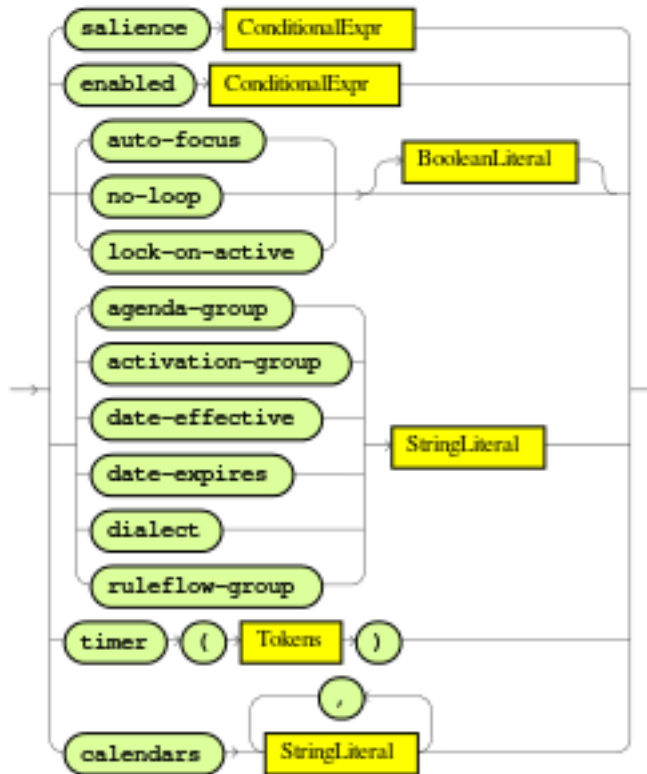 salience ConditionalExpr
enabled ConditionalExpr
auto-focus
BooleanLiteral
no-loop
lock-on-active
agenda-group
activation-group
date-effective
StringLiteral
date-expires
dialect
ruleflow-group
timer ( Tokens )
,
calendars StringLiteral